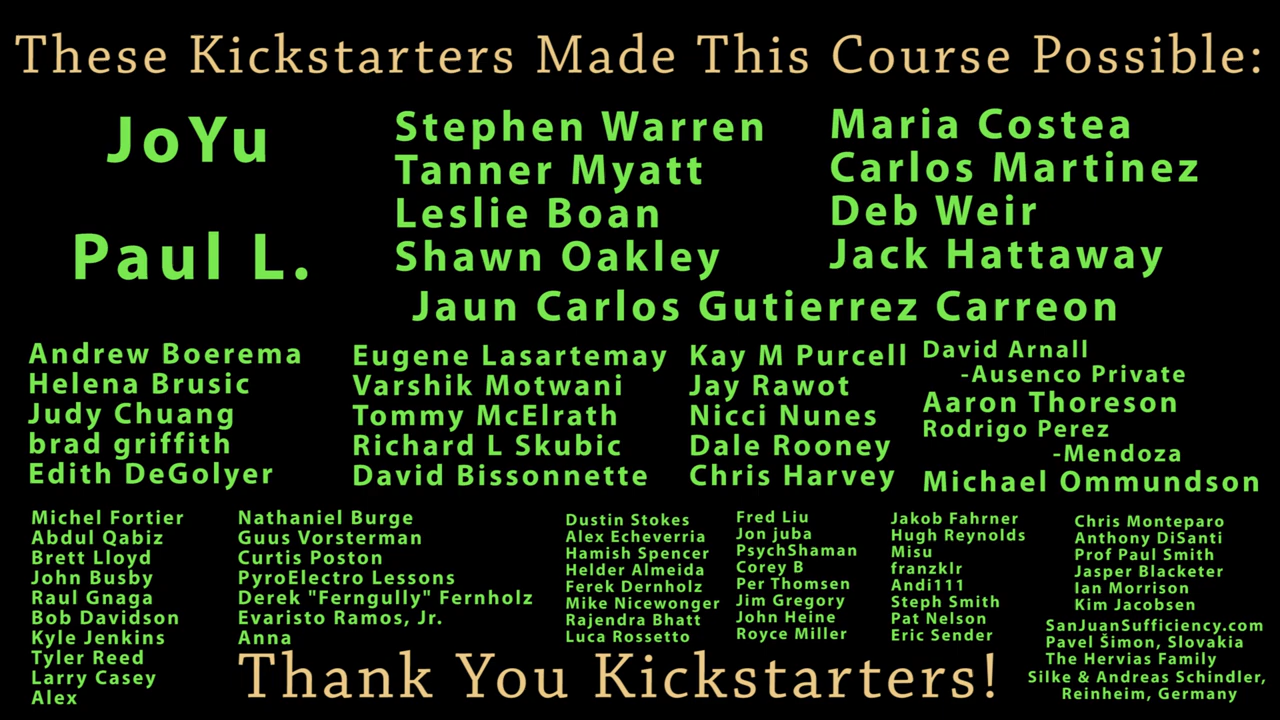 These Kickstarters Made This Course Possible:
JoYu
Paul L.
Stephen Warren
Tanner Myatt
Leslie Boan
Shawn Oakley
Maria Costea
Carlos Martinez
Deb Weir
Jack Hattaway
Jaun Carlos Gutierrez Carreon
Andrew Boerema
Helena Brusic
Judy Chuang
brad griffith
Edith DeGolyer
Eugene Lasartemay
Varshik Motwani
Tommy McElrath
Richard L Skubic
David Bissonnette
Kay M Purcell
Jay Rawot
Nicci Nunes
Dale Rooney
Chris Harvey
David Arnall
-Ausenco Private
Aaron Thoreson
Rodrigo Perez
-Mendoza
Michael Ommundson
Michel Fortier
Abdul Qabiz
Brett Lloyd
John Busby
Raul Gnaga
Bob Davidson
Kyle Jenkins
Tyler Reed
Larry Casey
Alex
Nathaniel Burge
Guus Vorsterman
Curtis Poston
PyroElectro Lessons
Derek "Ferngully" Fernholz
Evaristo Ramos, Jr.
Anna
Dustin Stokes
Alex Echeverria
Hamish Spencer
Helder Almeida
Ferek Dernholz
Mike Nicewonger
Rajendra Bhatt
Luca Rossetto
Fred Liu
Jon juba
PsychShaman
Corey B
Per Thomsen
Jim Gregory
John Heine
Royce Miller
Jakob Fahrner
Hugh Reynolds
Misu
franzklr
Andi111
Steph Smith
Pat Nelson
Eric Sender
Chris Monteparo
Anthony DiSanti
Prof Paul Smith
Jasper Blacketer
Ian Morrison
Kim Jacobsen
SanJuanSufficiency.com
Pavel Šimon, Slovakia
The Hervias Family
Silke & Andreas Schindler,
Reinheim, Germany
Thank You Kickstarters!